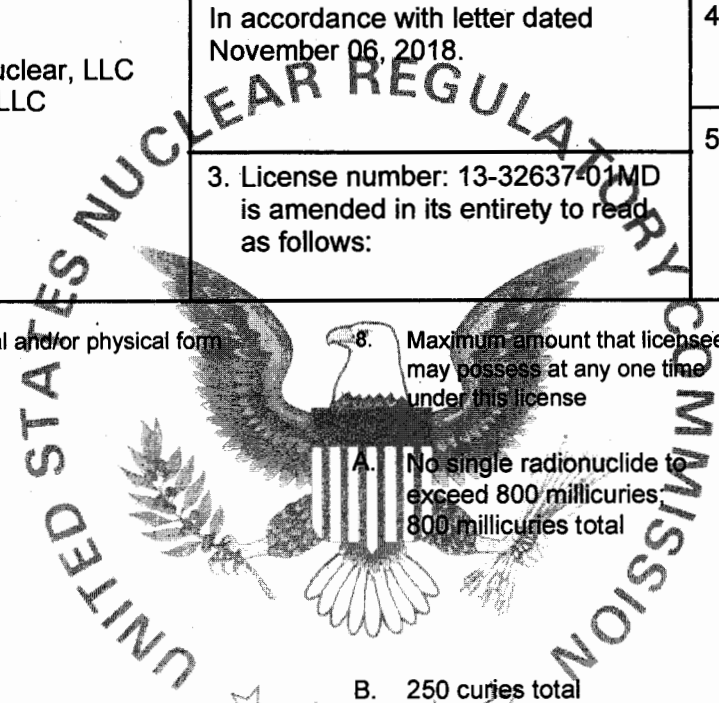 In accordance with letter dated
November 06, 2018.
4
uclear, LLC
LLC
5
3. License number: 13-32637-01MD
is amended in its entirety to read
as follows:
l and/or physical form
8. Maximum amount that licensee
may possess at any one time
under this license
A. No single radionuclide to
exceed 800 millicuries;
800 millicuries total
B. 250 curies total
UNITED STATES NUCLEAR REGULATORY COMMISSION